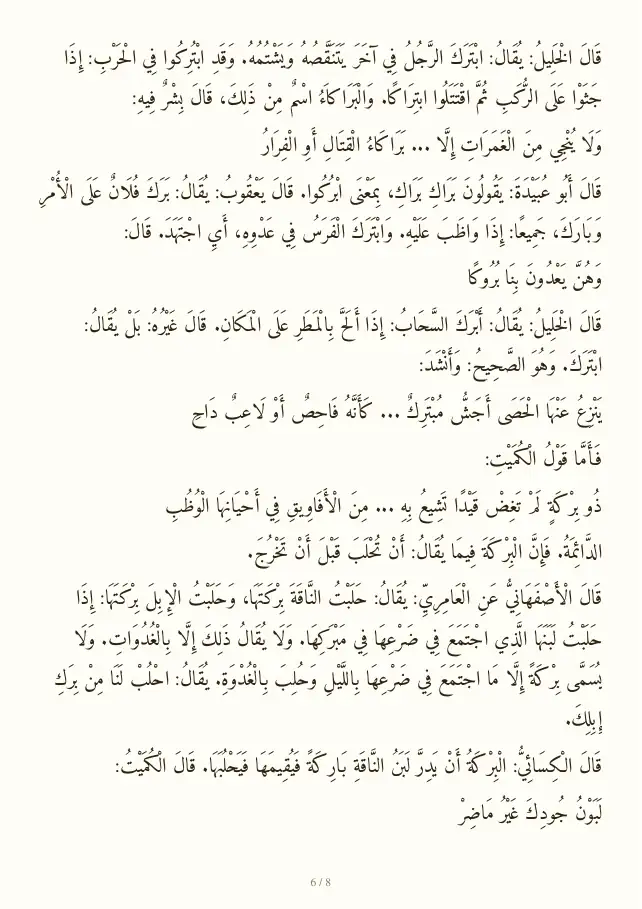 قَالَ الْخَلِيلُ: يُقَالُ: ابْتَرَكَ الرَّجُلُ فِي آخَرَ يَتَنَقَّصُهُ وَيَشْتُمُهُ. وَقَدِ ابْتُرِكُوا فِي الْحَرْبِ: إِذَا
جَثَوْا عَلَى الرُّكَبِ ثُمَّ اقْتَتَلُوا ابْتِرَاكًا. وَالْبَرَاكَاءُ اسْمٌ مِنْ ذَلِكَ، قَالَ بِشْرٌ فِيهِ:
وَلَا يُنْجِي مِنَ الْغَمَرَاتِ إِلَّا ... بَرَاكَاءُ الْقِتَالِ أَوِ الْفِرَارُ
قَالَ أَبُو عُبَيْدَةَ: يَقُولُونَ بَرَاكِ بَرَاكِ، بِمَعْنَى ابْرُكُوا. قَالَ يَعْقُوبُ: يُقَالُ: بَرَكَ فُلَانٌ عَلَى الْأَمْرِ
وَبَارَكَ، جَمِيعًا: إِذَا وَاظَبَ عَلَيْهِ. وَابْتَرَكَ الْفَرَسُ فِي عَدْوِهِ، أَيِ اجْتَهَدَ. قَالَ:
وَهُنَّ يَعْدُونَ بِنَا بُرُوكًا
قَالَ الْخَلِيلُ: يُقَالُ: أَبْرَكَ السَّحَابُ: إِذَا أَلَحَّ بِالْمَطَرِ عَلَى الْمَكَانِ. قَالَ غَيْرُهُ: بَلْ يُقَالُ:
ابْتَرَكَ. وَهُوَ الصَّحِيحُ: وَأَنْشَدَ:
يَنْزِعُ عَنْهَا الْحَصَى أَجَشُّ مُبْتَرِكٌ ... كَأَنَّهُ فَاحِصٌ أَوْ لَاعِبٌ دَاحِ
فَأَمَّا قَوْلُ الْكُمَيْتِ:
ذُو بِرْكَةٍ لَمْ تَغِضْ قَيْدًا تَشِيعُ بِهِ ... مِنَ الْأَفَاوِيقِ فِي أَحْيَانِهَا الْوُظُبِ
الدَّائِمَةُ. فَإِنَّ الْبِرْكَةَ فِيمَا يُقَالُ: أَنْ تُحْلَبَ قَبْلَ أَنْ تَخْرُجَ.
قَالَ الْأَصْفَهَانِيُّ عَنِ الْعَامِرِيِّ: يُقَالُ: حَلَبْتُ النَّاقَةَ بِرْكَتَهَا، وَحَلَبْتُ الْإِبِلَ بِرْكَتَهَا: إِذَا
حَلَبْتُ لَبَنَهَا الَّذِي اجْتَمَعَ فِي ضَرْعِهَا فِي مَبْرَكِهَا. وَلَا يُقَالُ ذَلِكَ إِلَّا بِالْغُدُوَاتِ. وَلَا
يُسَمَّى بِرْكَةً إِلَّا مَا اجْتَمَعَ فِي ضَرْعِهَا بِاللَّيْلِ وَحُلِبَ بِالْغُدْوَةِ. يُقَالُ: احْلُبْ لَنَا مِنْ بِرَكِ
إِبِلِكَ.
قَالَ الْكِسَائِيُّ: الْبِرْكَةُ أَنْ يَدِرَّ لَبَنُ النَّاقَةِ بَارِكَةً فَيُقِيمَهَا فَيَحْلُبَهَا. قَالَ الْكُمَيْتُ:
لَبَوْنُ جُودِكَ غَيْرُ مَاضِرْ
6 / 8